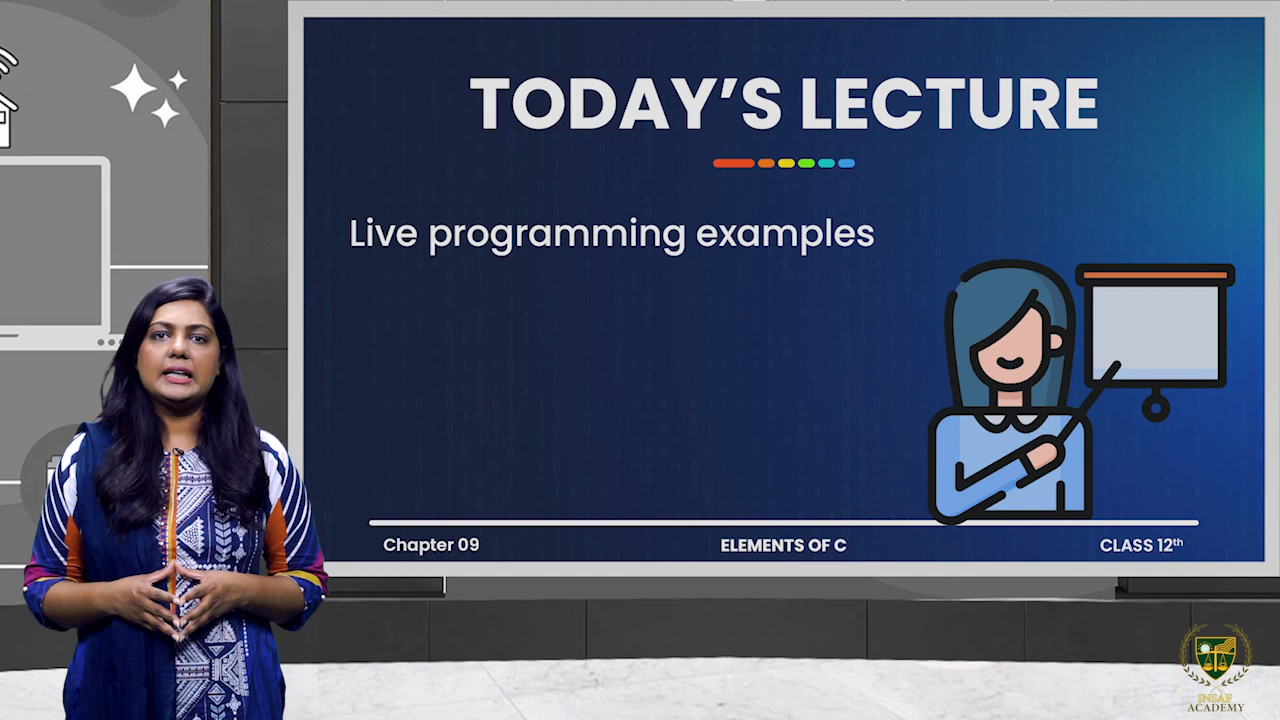 TODAY’S LECTURE
Live programming examples
Chapter 09
ELEMENTS OF C
CLASS 12th
INSAF
ACADEMY